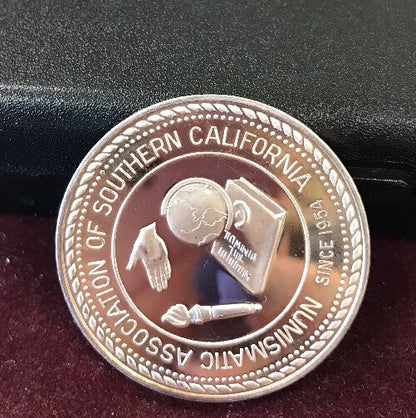 NUMISMATIC ASSOCIATION OF SOUTHERN CALIFORNIA
SINCE 1954